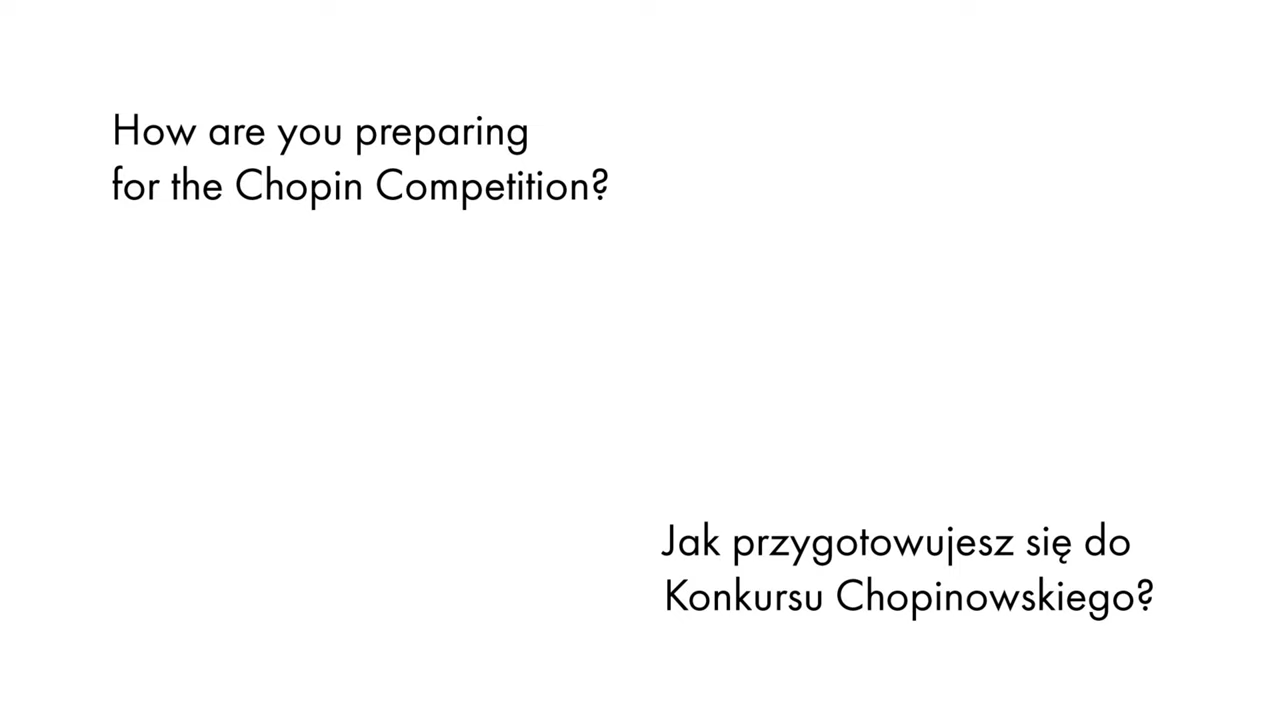 How are you preparing
for the Chopin Competition?
Jak przygotowujesz się do
Konkursu Chopinowskiego?